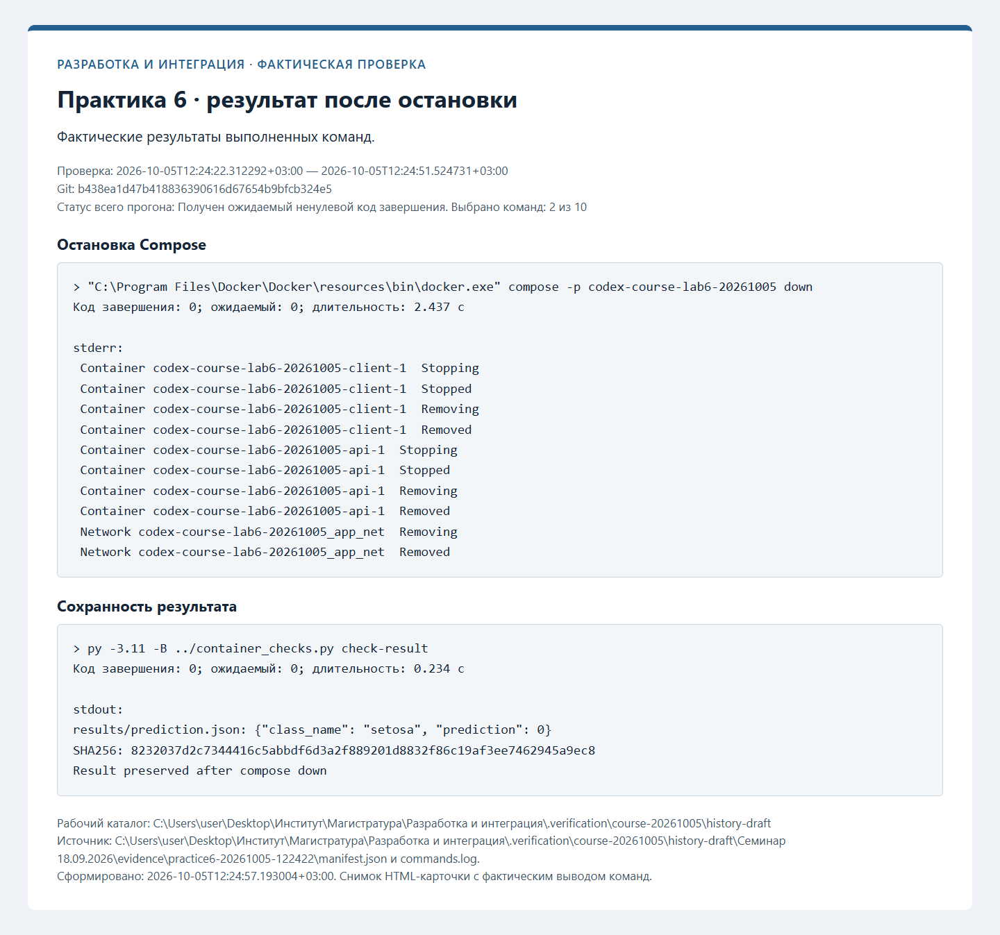 РАЗРАБОТКА И ИНТЕГРАЦИЯ · ФАКТИЧЕСКАЯ ПРОВЕРКА
Практика 6 · результат после остановки
Фактические результаты выполненных команд.
Проверка: 2026-10-05T12:24:22.312292+03:00 — 2026-10-05T12:24:51.524731+03:00
Git: b438ea1d47b418836390616d67654b9bfcb324e5
Статус всего прогона: Получен ожидаемый ненулевой код завершения. Выбрано команд: 2 из 10
Остановка Compose
> "C:\Program Files\Docker\Docker\resources\bin\docker.exe" compose -p codex-course-lab6-20261005 down
Код завершения: 0; ожидаемый: 0; длительность: 2.437 с
stderr:
Container codex-course-lab6-20261005-client-1  Stopping
Container codex-course-lab6-20261005-client-1  Stopped
Container codex-course-lab6-20261005-client-1  Removing
Container codex-course-lab6-20261005-client-1  Removed
Container codex-course-lab6-20261005-api-1  Stopping
Container codex-course-lab6-20261005-api-1  Stopped
Container codex-course-lab6-20261005-api-1  Removing
Container codex-course-lab6-20261005-api-1  Removed
Network codex-course-lab6-20261005_app_net  Removing
Network codex-course-lab6-20261005_app_net  Removed
Сохранность результата
> py -3.11 -B ../container_checks.py check-result
Код завершения: 0; ожидаемый: 0; длительность: 0.234 с
stdout:
results/prediction.json: {"class_name": "setosa", "prediction": 0}
SHA256: 8232037d2c7344416c5abbdf6d3a2f889201d8832f86c19af3ee7462945a9ec8
Result preserved after compose down
Рабочий каталог: C:\Users\user\Desktop\Институт\Магистратура\Разработка и интеграция\.verification\course-20261005\history-draft
Источник: C:\Users\user\Desktop\Институт\Магистратура\Разработка и интеграция\.verification\course-20261005\history-draft\Семинар
18.09.2026\evidence\practice6-20261005-122422\manifest.json и commands.log.
Сформировано: 2026-10-05T12:24:57.193004+03:00. Снимок HTML-карточки с фактическим выводом команд.